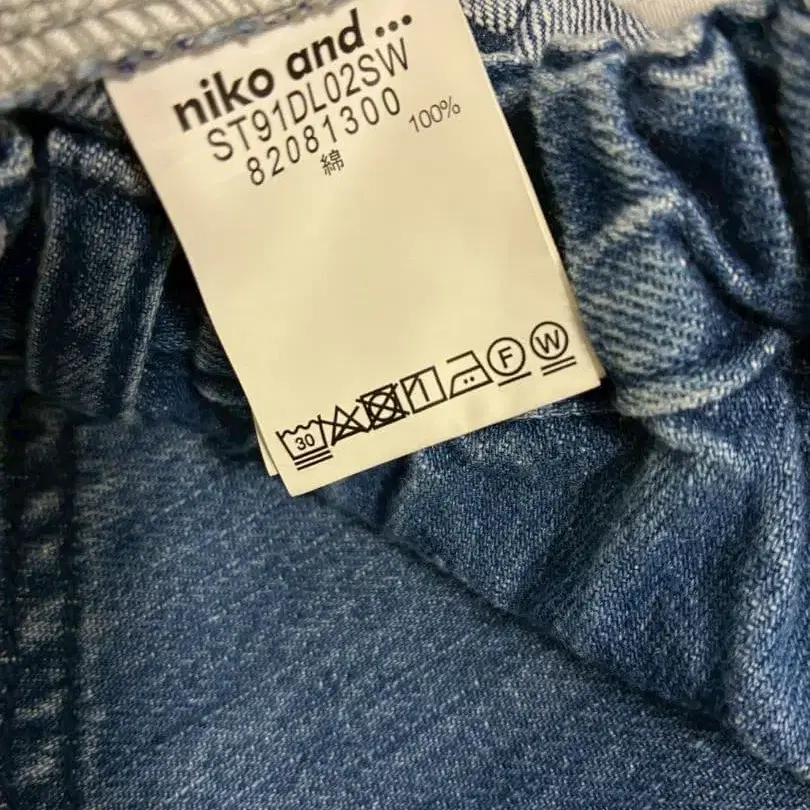 niko and ...
ST91DL02SW
82081300
綿 100%
30
F W